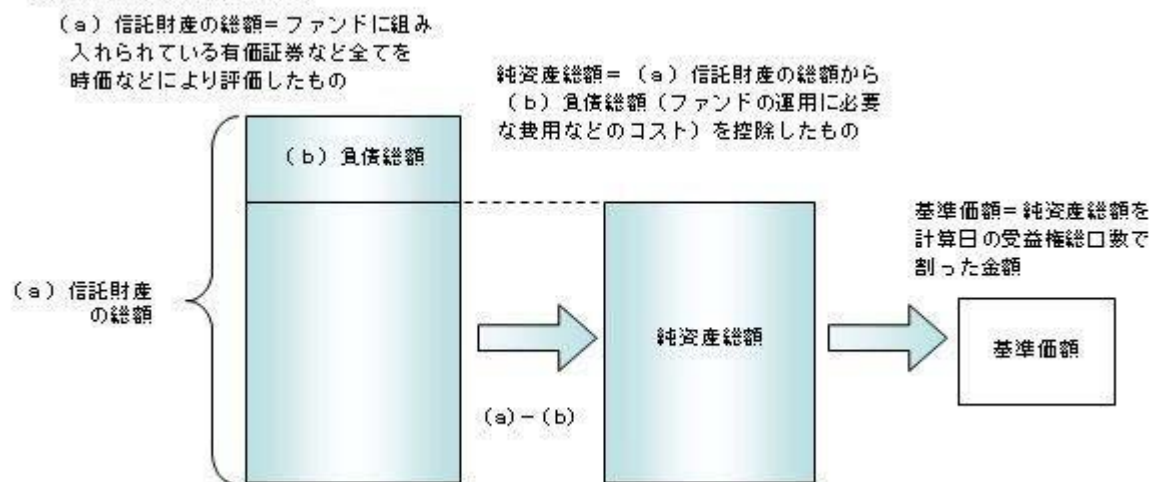 (a)信託財産の総額=ファンドに組み
入れられている有価証券など全てを
時価などにより評価したもの
純資産総額=(a)信託財産の総額から
(b)負債総額(ファンドの運用に必要
な費用などのコスト)を控除したもの
(b)負債総額
基準価額=純資産総額を
計算日の受益権総口数で
割った金額
(a)信託財産
の総額
純資産総額
基準価額
(a)-(b)